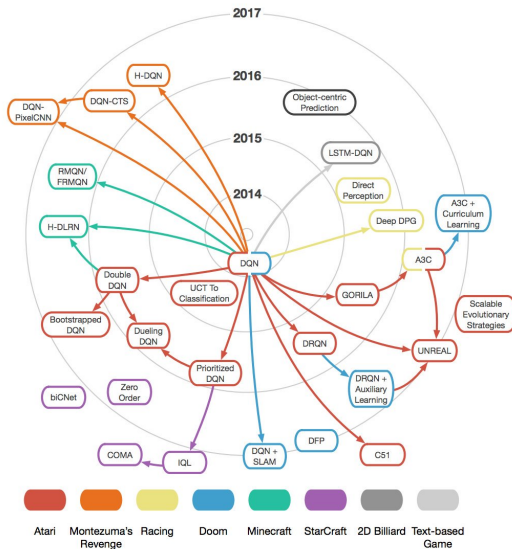 2017
2016
2015
2014
H-DQN
DQN-CTS
DQN-
PixelCNN
Object-centric
Prediction
LSTM-DQN
RMQN/
FRMQN
Direct
Perception
A3C +
Curriculum
Learning
H-DLRN
Deep DPG
DQN
A3C
Double
DQN
UCT To
Classification
GORILA
Scalable
Evolutionary
Strategies
Bootstrapped
DQN
Dueling
DQN
DRQN
UNREAL
Prioritized
DQN
Zero
Order
biCNet
DRQN +
Auxiliary
Learning
DFP
COMA
IQL
DQN +
SLAM
C51
Atari
Montezuma's
Revenge
Racing
Doom
Minecraft
StarCraft
2D Billiard
Text-based
Game